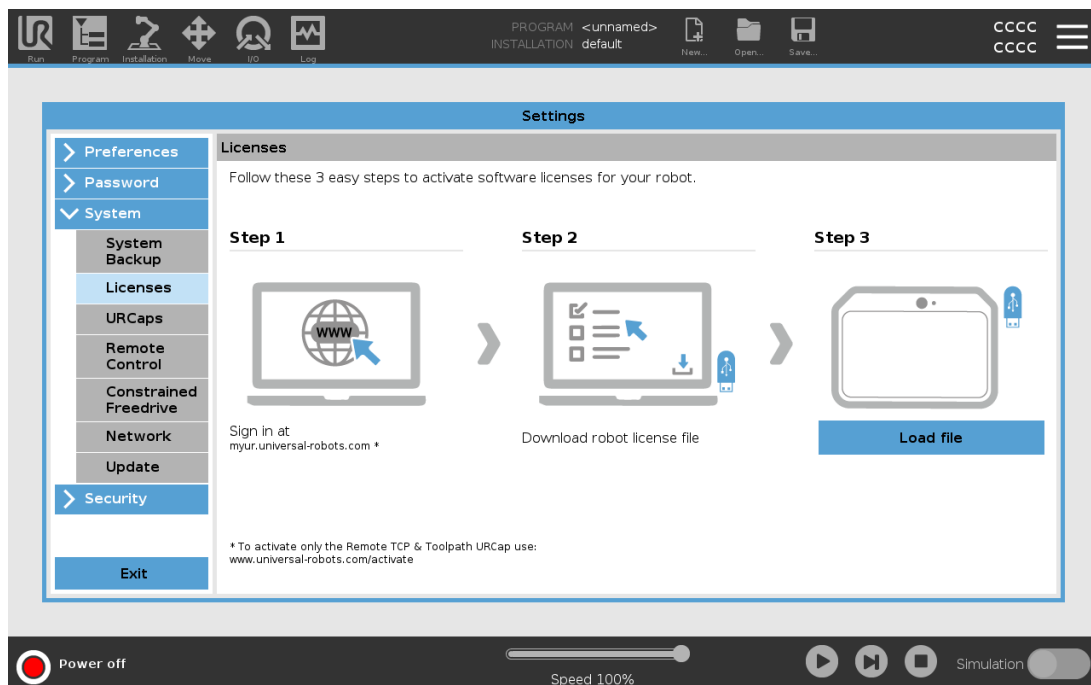 PROGRAM <unnamed>
INSTALLATION default
CCCC
CCCC
Run
Program
Installation
Move
I/O
Log
New...
Open...
Save...
Settings
Preferences
Password
System
System
Backup
Licenses
URCaps
Remote
Control
Constrained
Freedrive
Network
Update
Security
Exit
Licenses
Follow these 3 easy steps to activate software licenses for your robot.
Step 1
WWW
Sign in at
myur.universal-robots.com *
Step 2
Download robot license file
Step 3
Load file
* To activate only the Remote TCP & Toolpath URCap use:
www.universal-robots.com/activate
Power off
Speed 100%
Simulation